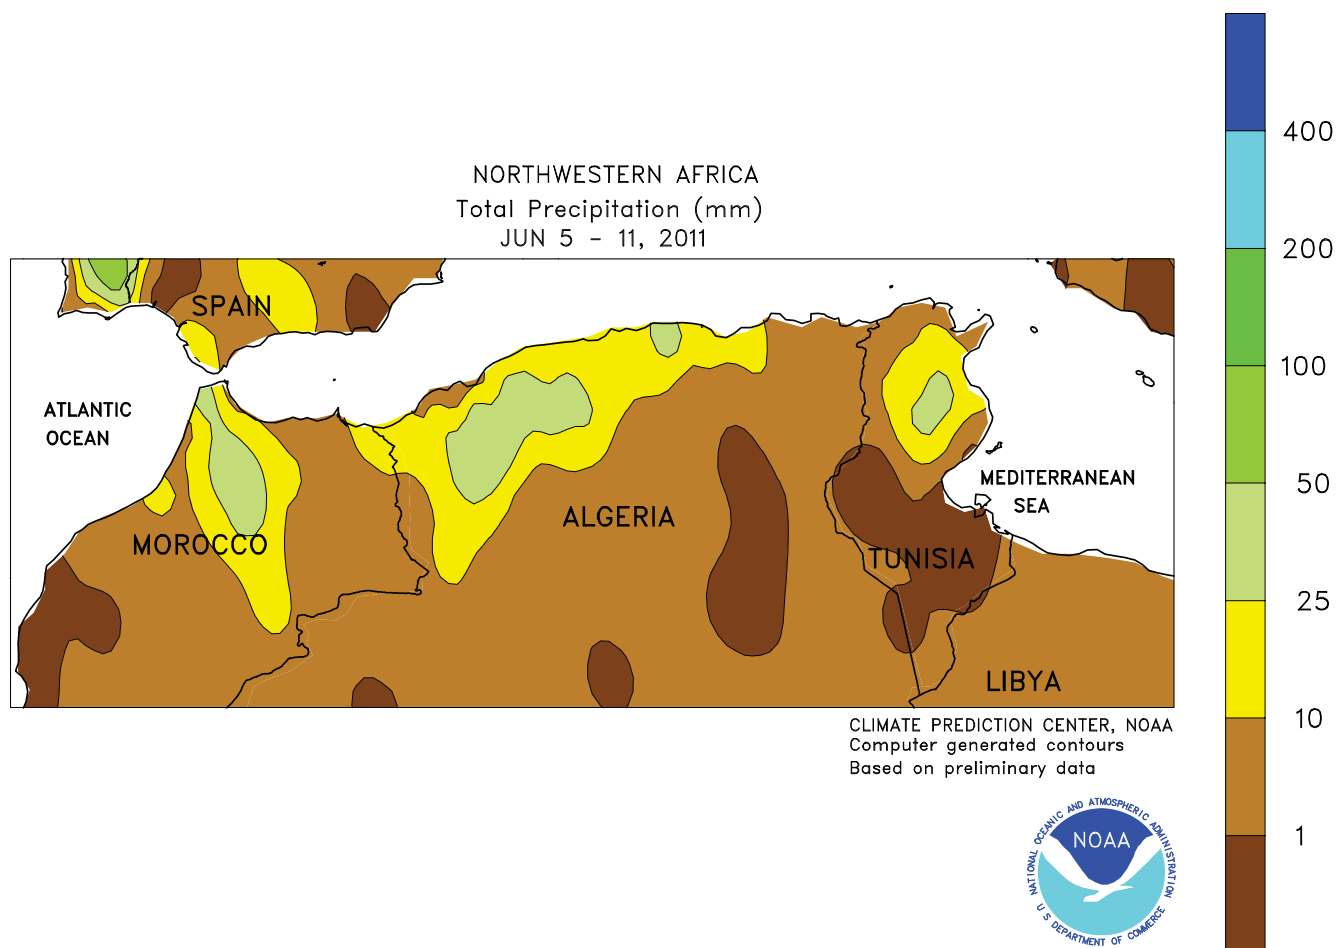 NORTHWESTERN AFRICA
Total Precipitation (mm)
JUN 5 - 11, 2011
400
200
100
50
25
10
1
SPAIN
ATLANTIC
OCEAN
MEDITERRANEAN
SEA
MOROCCO
ALGERIA
TUNISIA
LIBYA
CLIMATE PREDICTION CENTER, NOAA
Computer generated contours
Based on preliminary data
NATIONAL OCEANIC AND ATMOSPHERIC ADMINISTRATION
NOAA
U S DEPARTMENT OF COMMERCE